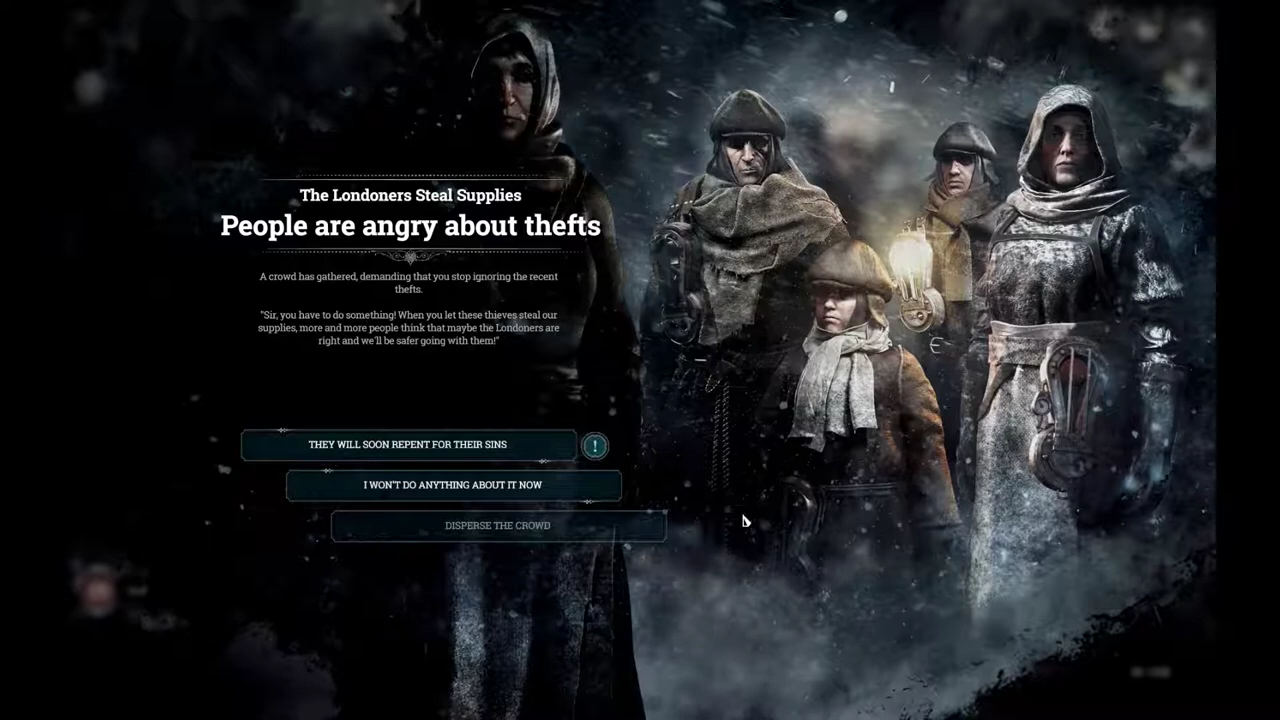 The Londoners Steal Supplies
People are angry about thefts
A crowd has gathered, demanding that you stop ignoring the recent
thefts.
"Sir, you have to do something! When you let these thieves steal our
supplies, more and more people think that maybe the Londoners are
right and we'll be safer going with them!"
THEY WILL SOON REPENT FOR THEIR SINS
!
I WON'T DO ANYTHING ABOUT IT NOW
DISPERSE THE CROWD